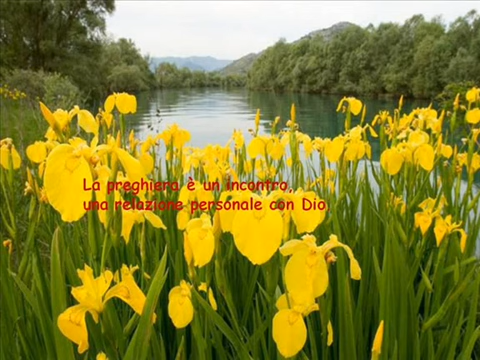 La preghiera è un incontro,
una relazione personale con Dio